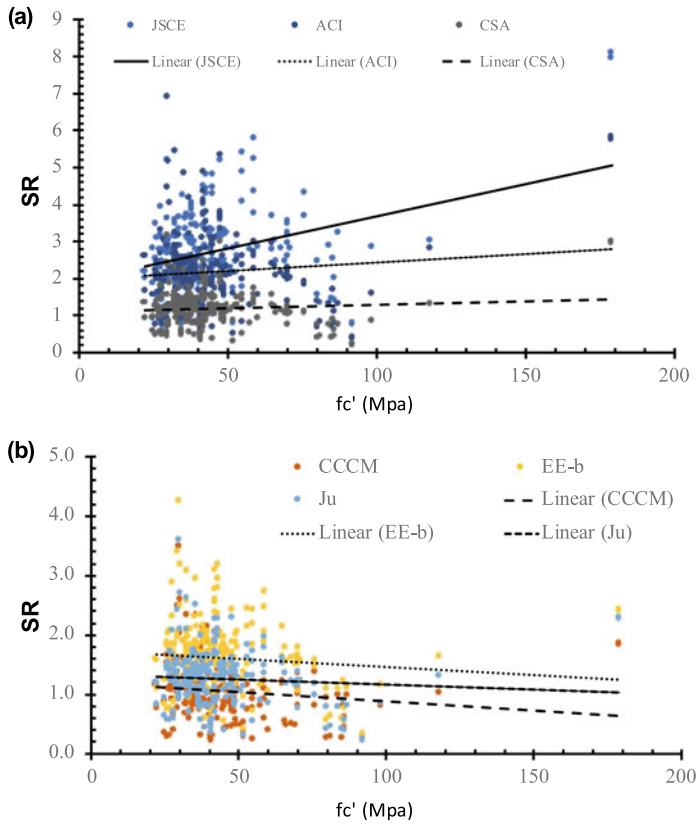 (a)
JSCE ACI CSA
Linear (JSCE) Linear (ACI) Linear (CSA)
9
8
7
6
5
4
3
2
1
0
SR
0 50 100 150 200
fc' (Mpa)
(b)
CCCM EE-b
Ju Linear (CCCM)
Linear (EE-b) Linear (Ju)
5.0
4.0
3.0
2.0
1.0
0.0
SR
0 50 100 150 200
fc' (Mpa)